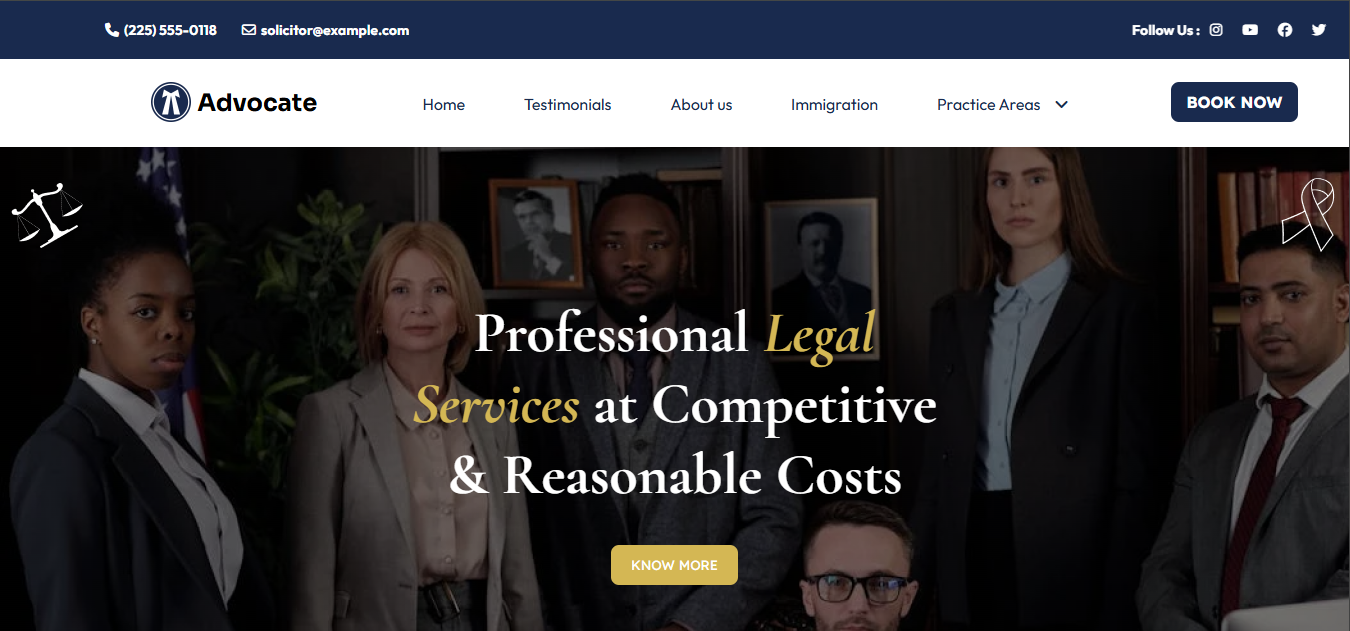 (225) 555-0118 solicitor@example.com Follow Us :
Advocate Home Testimonials About us Immigration Practice Areas BOOK NOW
Professional Legal
Services at Competitive
& Reasonable Costs
KNOW MORE